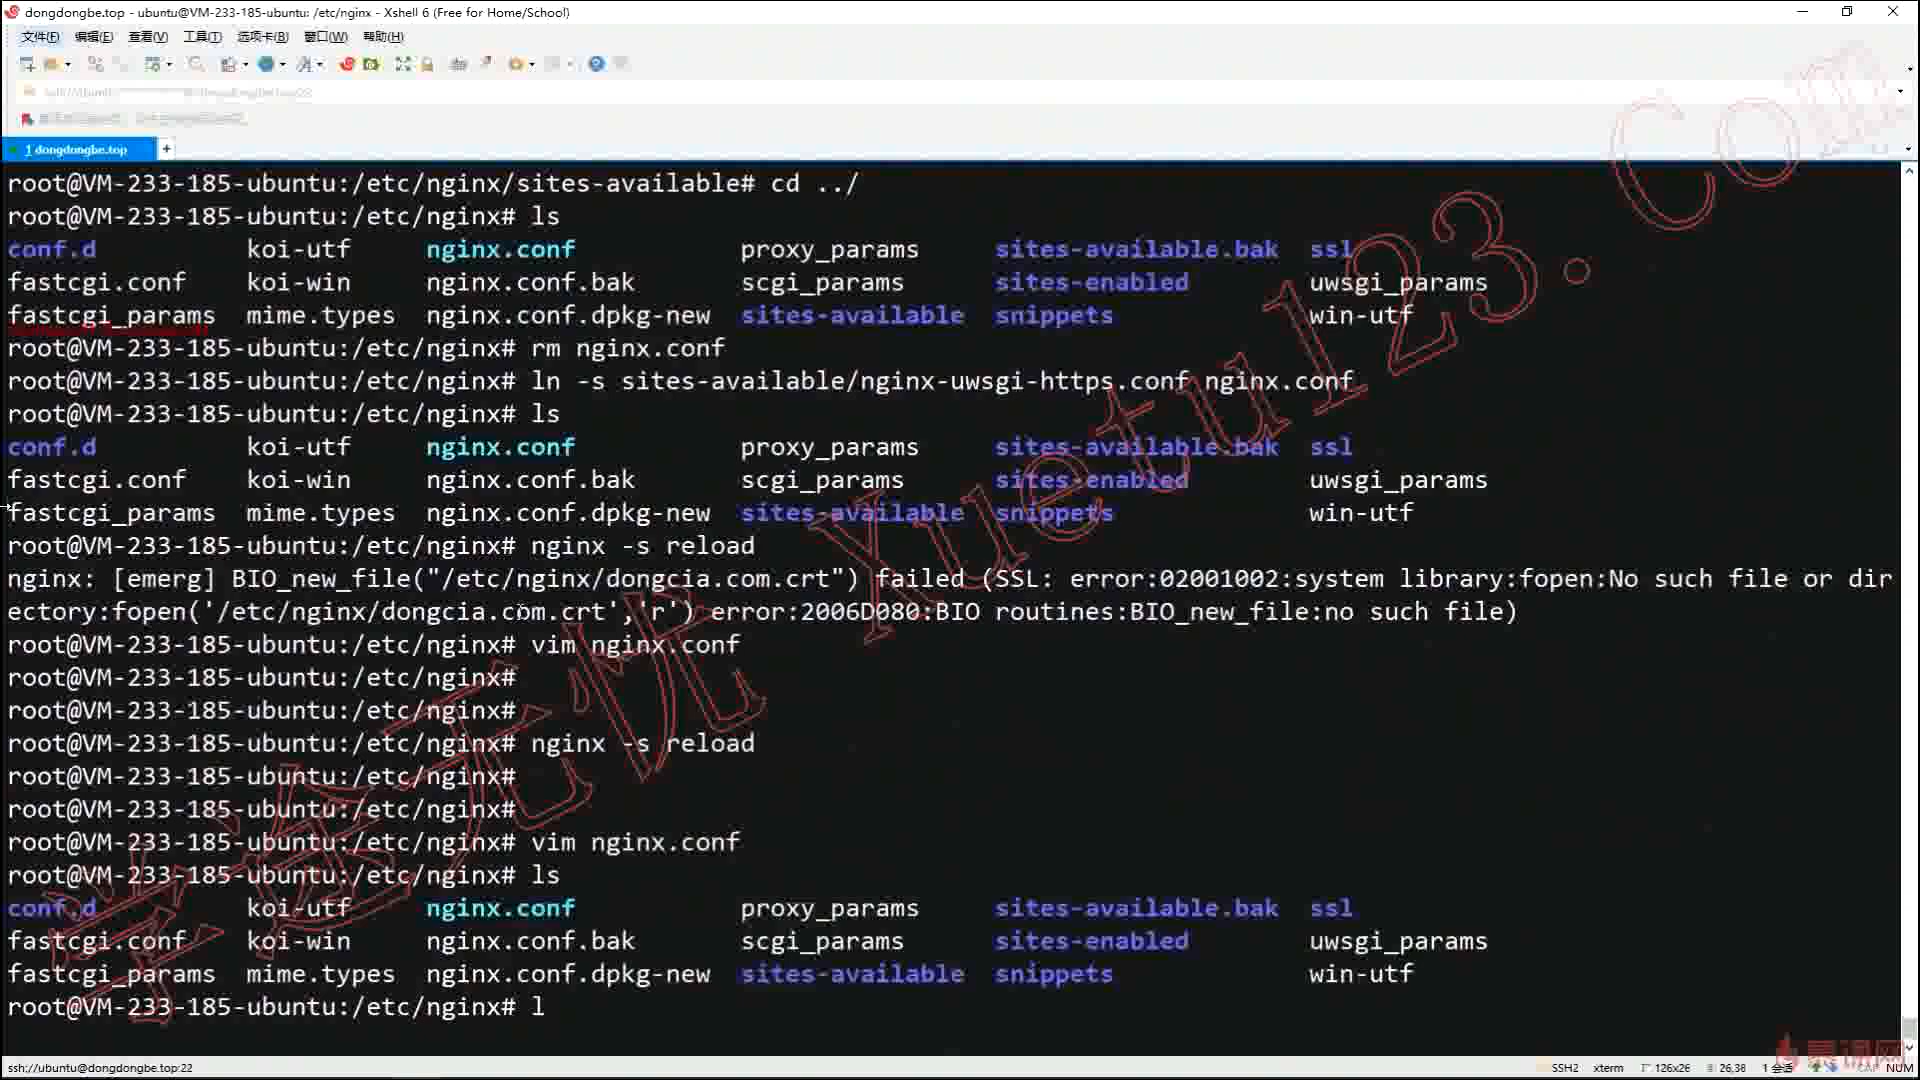 dongdongbe.top - ubuntu@VM-233-185-ubuntu: /etc/nginx - Xshell 6 (Free for Home/School)
文件(F) 编辑(E) 查看(V) 工具(T) 选项卡(B) 窗口(W) 帮助(H)
1 dongdongbe.top +
root@VM-233-185-ubuntu:/etc/nginx/sites-available# cd ../
root@VM-233-185-ubuntu:/etc/nginx# ls
conf.d koi-utf nginx.conf proxy_params sites-available.bak ssl
fastcgi.conf koi-win nginx.conf.bak scgi_params sites-enabled uwsgi_params
fastcgi_params mime.types nginx.conf.dpkg-new sites-available snippets win-utf
root@VM-233-185-ubuntu:/etc/nginx# rm nginx.conf
root@VM-233-185-ubuntu:/etc/nginx# ln -s sites-available/nginx-uwsgi-https.conf nginx.conf
root@VM-233-185-ubuntu:/etc/nginx# ls
conf.d koi-utf nginx.conf proxy_params sites-available.bak ssl
fastcgi.conf koi-win nginx.conf.bak scgi_params sites-enabled uwsgi_params
fastcgi_params mime.types nginx.conf.dpkg-new sites-available snippets win-utf
root@VM-233-185-ubuntu:/etc/nginx# nginx -s reload
nginx: [emerg] BIO_new_file("/etc/nginx/dongcia.com.crt") failed (SSL: error:02001002:system library:fopen:No such file or dir
ectory:fopen('/etc/nginx/dongcia.com.crt','r') error:2006D080:BIO routines:BIO_new_file:no such file)
root@VM-233-185-ubuntu:/etc/nginx# vim nginx.conf
root@VM-233-185-ubuntu:/etc/nginx#
root@VM-233-185-ubuntu:/etc/nginx#
root@VM-233-185-ubuntu:/etc/nginx# nginx -s reload
root@VM-233-185-ubuntu:/etc/nginx#
root@VM-233-185-ubuntu:/etc/nginx#
root@VM-233-185-ubuntu:/etc/nginx# vim nginx.conf
root@VM-233-185-ubuntu:/etc/nginx# ls
conf.d koi-utf nginx.conf proxy_params sites-available.bak ssl
fastcgi.conf koi-win nginx.conf.bak scgi_params sites-enabled uwsgi_params
fastcgi_params mime.types nginx.conf.dpkg-new sites-available snippets win-utf
root@VM-233-185-ubuntu:/etc/nginx# l
学途无忧 Xuetu123.Com
ssh://ubuntu@dongdongbe.top:22 SSH2 xterm 126x26 26,38 1 会话 CAP NUM
慕课网